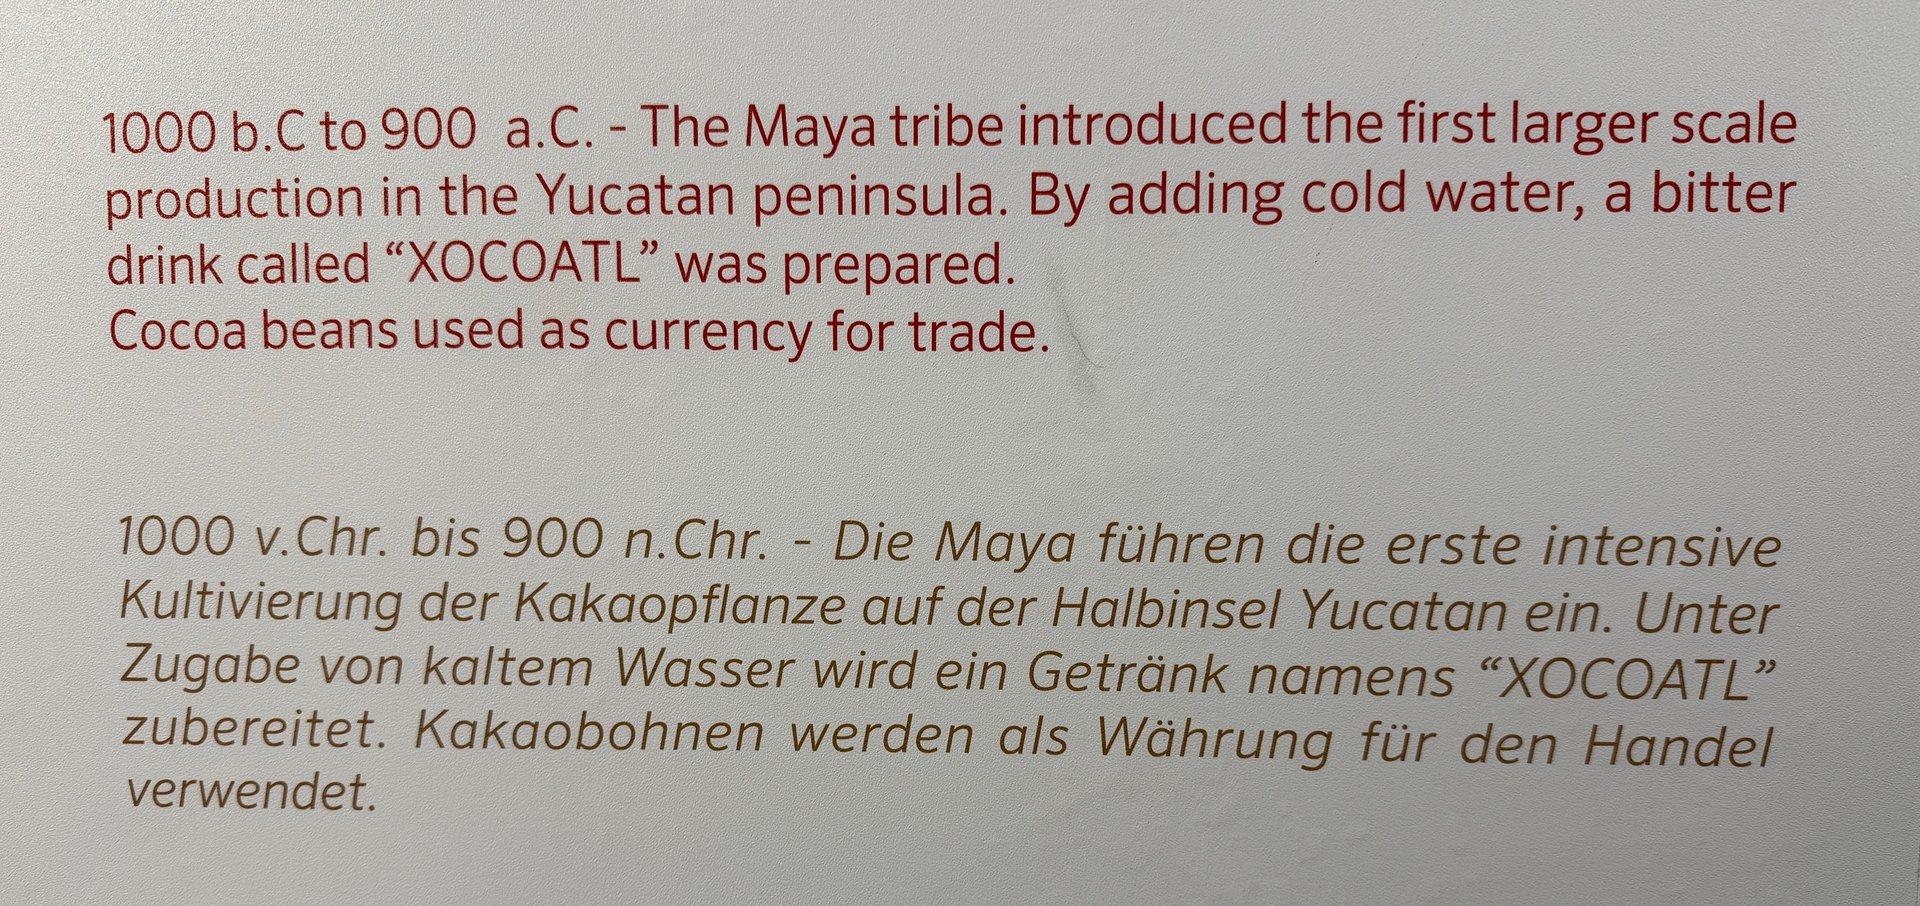 1000 b.C to 900 a.C. - The Maya tribe introduced the first larger scale
production in the Yucatan peninsula. By adding cold water, a bitter
drink called “XOCOATL” was prepared.
Cocoa beans used as currency for trade.
1000 v.Chr. bis 900 n.Chr. - Die Maya führen die erste intensive
Kultivierung der Kakaopflanze auf der Halbinsel Yucatan ein. Unter
Zugabe von kaltem Wasser wird ein Getränk namens “XOCOATL”
zubereitet. Kakaobohnen werden als Währung für den Handel
verwendet.